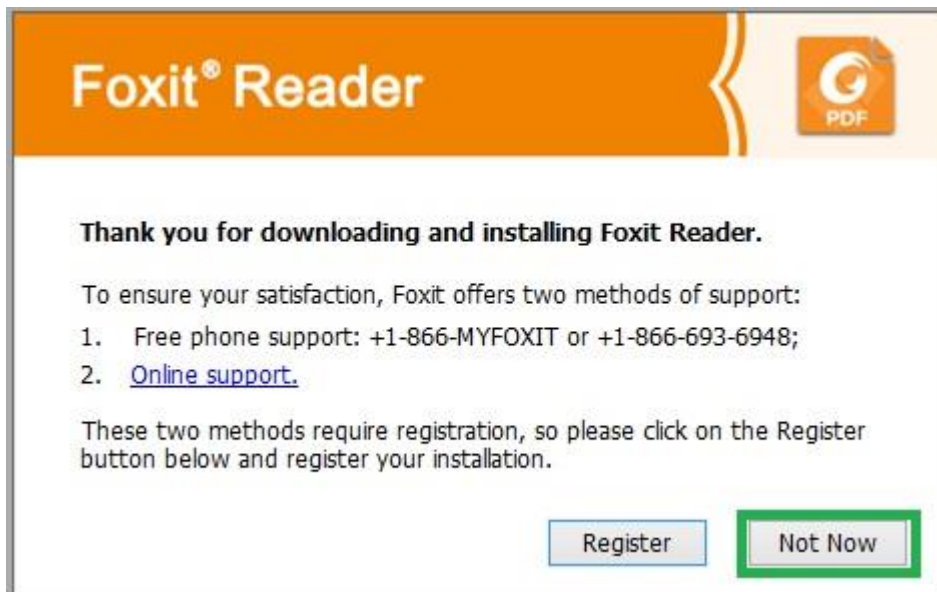 Foxit® Reader
PDF
Thank you for downloading and installing Foxit Reader.
To ensure your satisfaction, Foxit offers two methods of support:
1. Free phone support: +1-866-MYFOXIT or +1-866-693-6948;
2. Online support.
These two methods require registration, so please click on the Register
button below and register your installation.
Register
Not Now